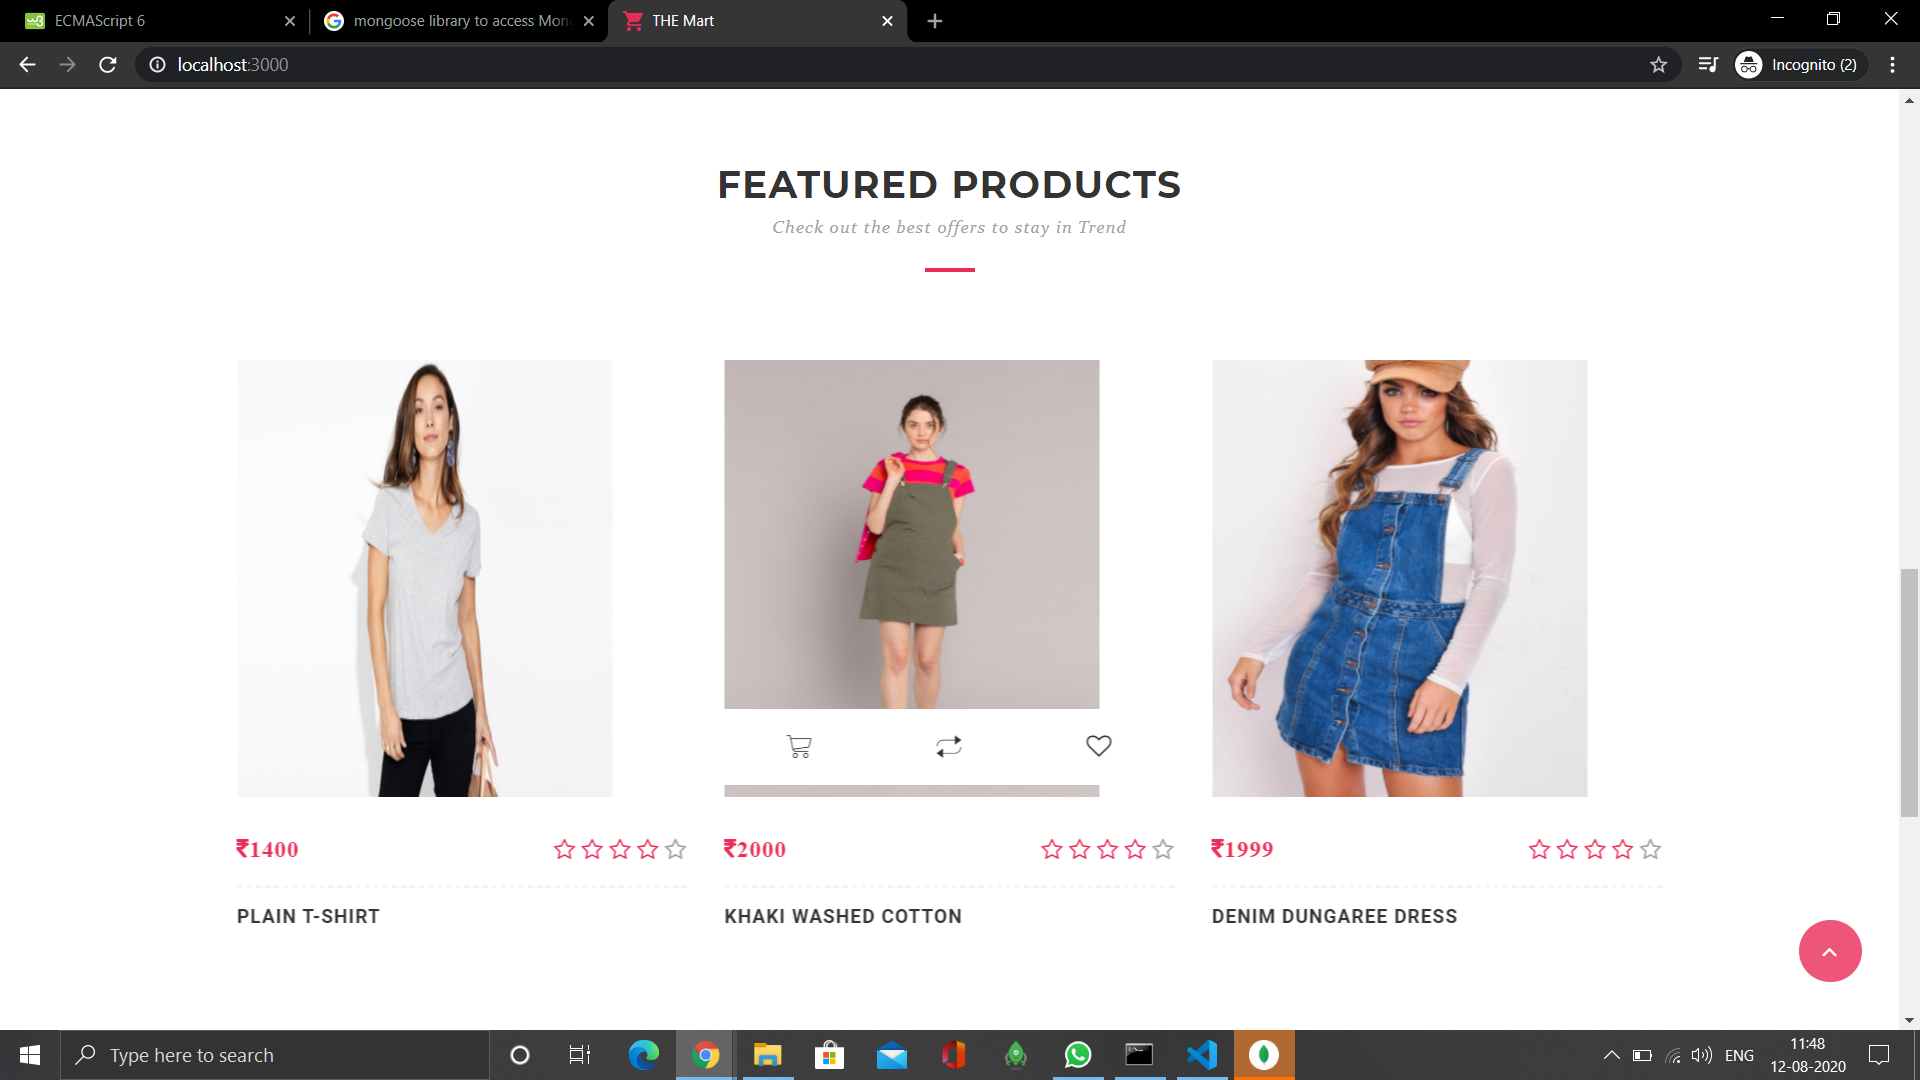 ECMAScript 6
mongoose library to access Mon
THE Mart
localhost:3000
Incognito (2)
FEATURED PRODUCTS
Check out the best offers to stay in Trend
₹1400
₹2000
₹1999
PLAIN T-SHIRT
KHAKI WASHED COTTON
DENIM DUNGAREE DRESS
Type here to search
ENG
11:48
12-08-2020